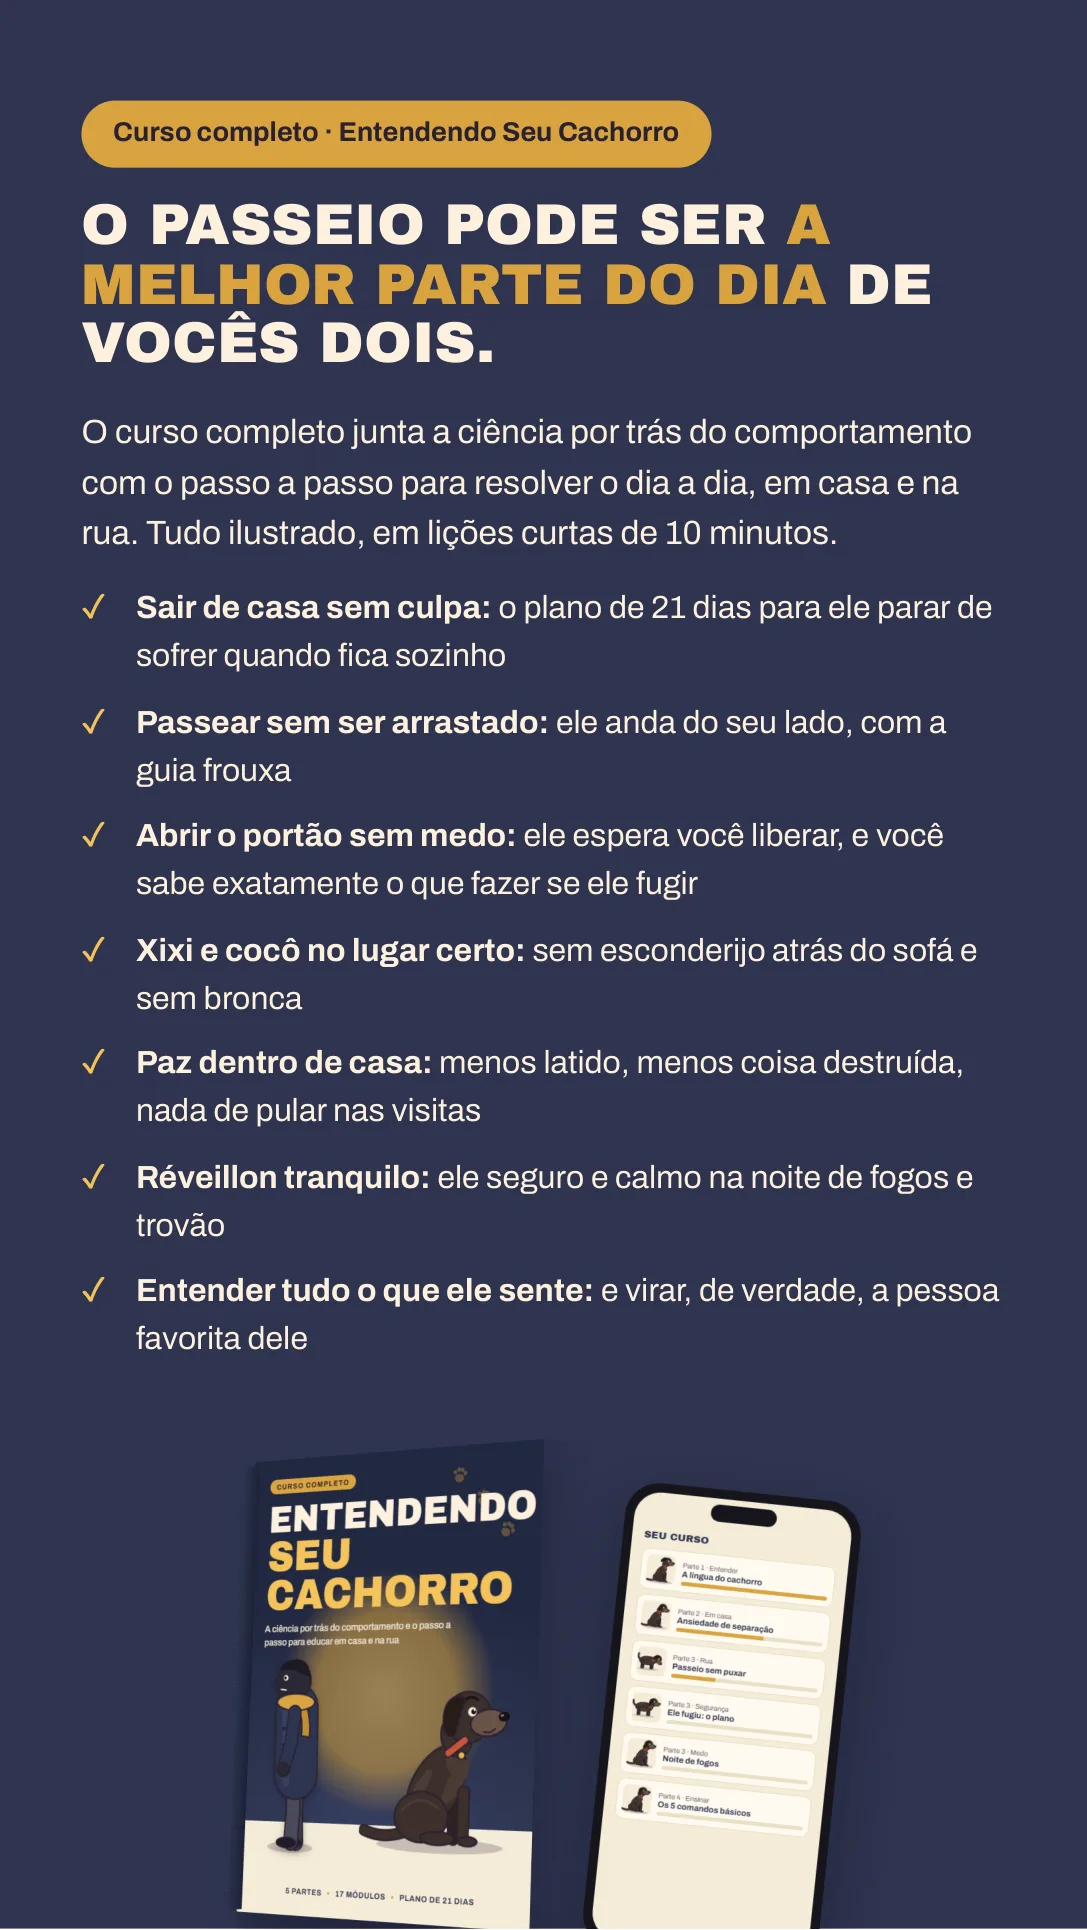 Curso completo · Entendendo Seu Cachorro
O PASSEIO PODE SER A
MELHOR PARTE DO DIA DE
VOCÊS DOIS.
O curso completo junta a ciência por trás do comportamento
com o passo a passo para resolver o dia a dia, em casa e na
rua. Tudo ilustrado, em lições curtas de 10 minutos.
✓ Sair de casa sem culpa: o plano de 21 dias para ele parar de
sofrer quando fica sozinho
✓ Passear sem ser arrastado: ele anda do seu lado, com a
guia frouxa
✓ Abrir o portão sem medo: ele espera você liberar, e você
sabe exatamente o que fazer se ele fugir
✓ Xixi e cocô no lugar certo: sem esconderijo atrás do sofá e
sem bronca
✓ Paz dentro de casa: menos latido, menos coisa destruída,
nada de pular nas visitas
✓ Réveillon tranquilo: ele seguro e calmo na noite de fogos e
trovão
✓ Entender tudo o que ele sente: e virar, de verdade, a pessoa
favorita dele
CURSO COMPLETO
ENTENDENDO
SEU
CACHORRO
A ciência por trás do comportamento e o passo a
passo para educar em casa e na rua
5 PARTES • 17 MÓDULOS • PLANO DE 21 DIAS
SEU CURSO
Parte 1 · Entender
A língua do cachorro
Parte 2 · Em casa
Ansiedade de separação
Parte 3 · Rua
Passeio sem puxar
Parte 3 · Segurança
Ele fugiu: o plano
Parte 3 · Medo
Noite de fogos
Parte 4 · Ensinar
Os 5 comandos básicos